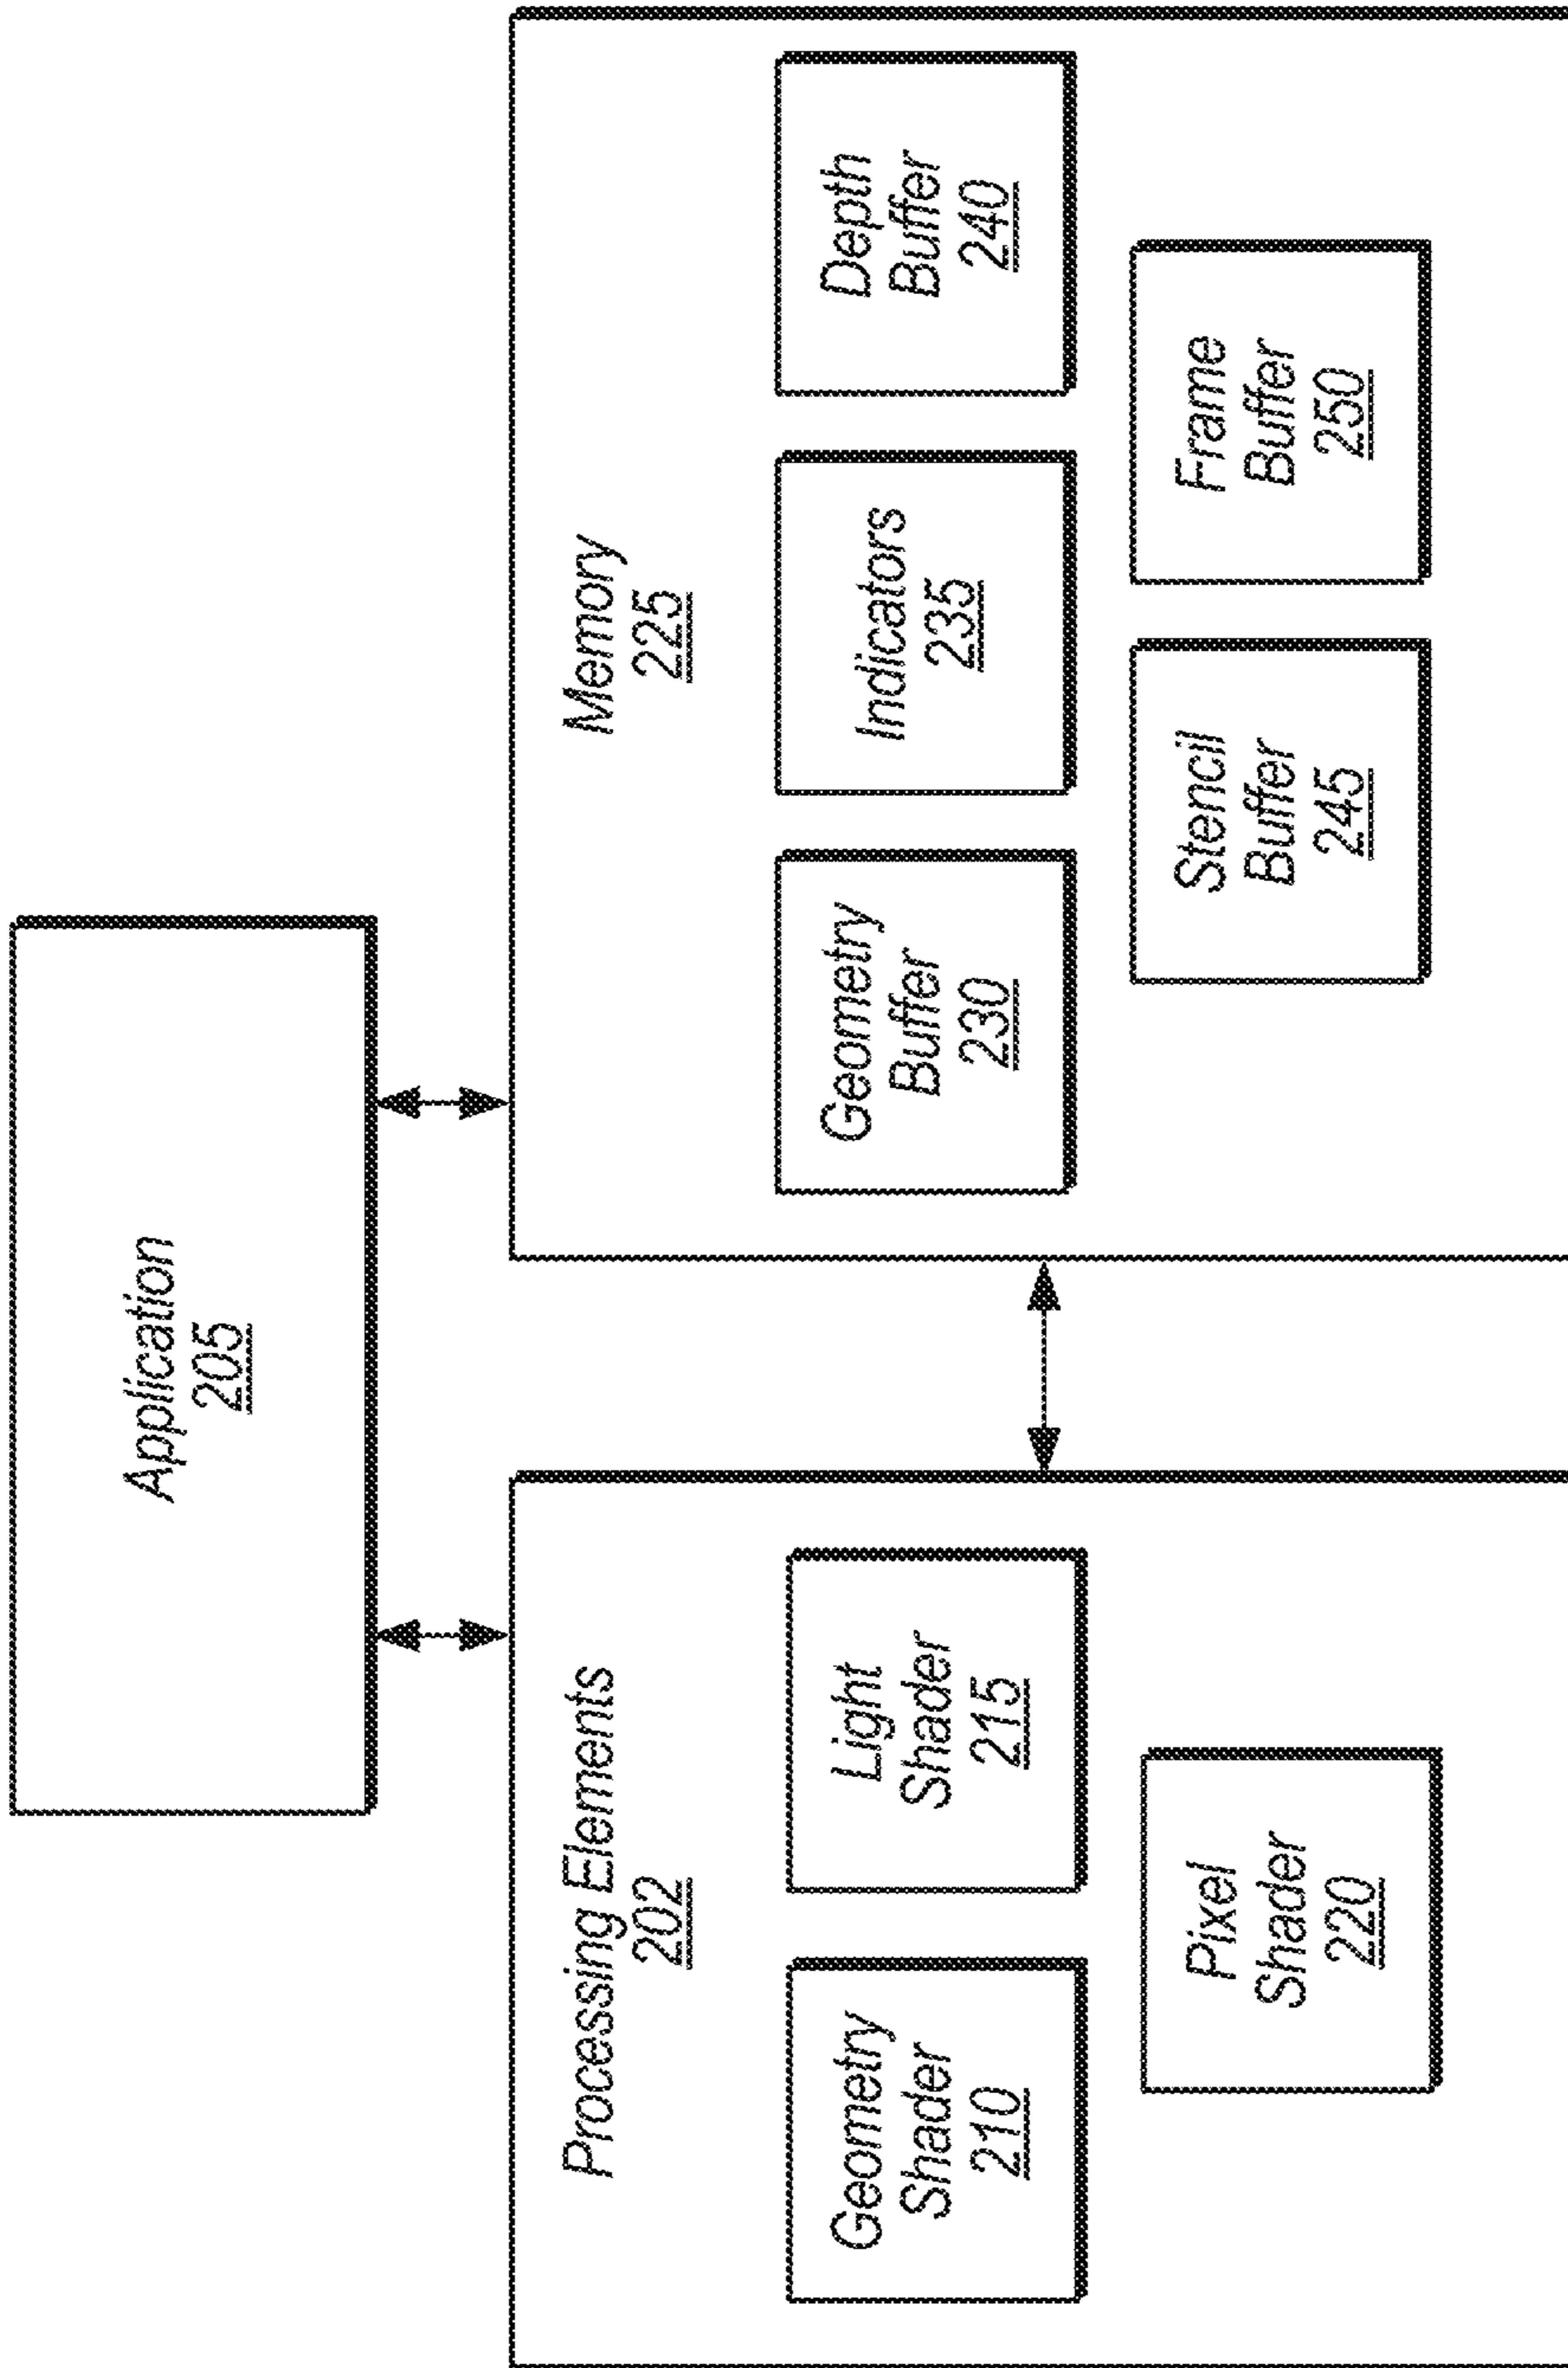 Application
205
Processing Elements
202
Geometry
Shader
210
Light
Shader
215
Pixel
Shader
220
Memory
225
Geometry
Buffer
230
Indicators
235
Depth
Buffer
240
Stencil
Buffer
245
Frame
Buffer
250